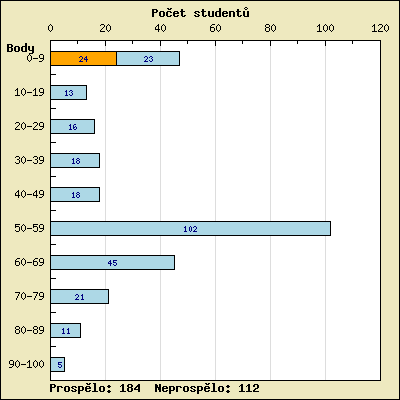 Počet studentů
0 20 40 60 80 100 120
Body
0-9 24 23
10-19 13
20-29 16
30-39 18
40-49 18
50-59 102
60-69 45
70-79 21
80-89 11
90-100 5
Prospělo: 184 Neprospělo: 112